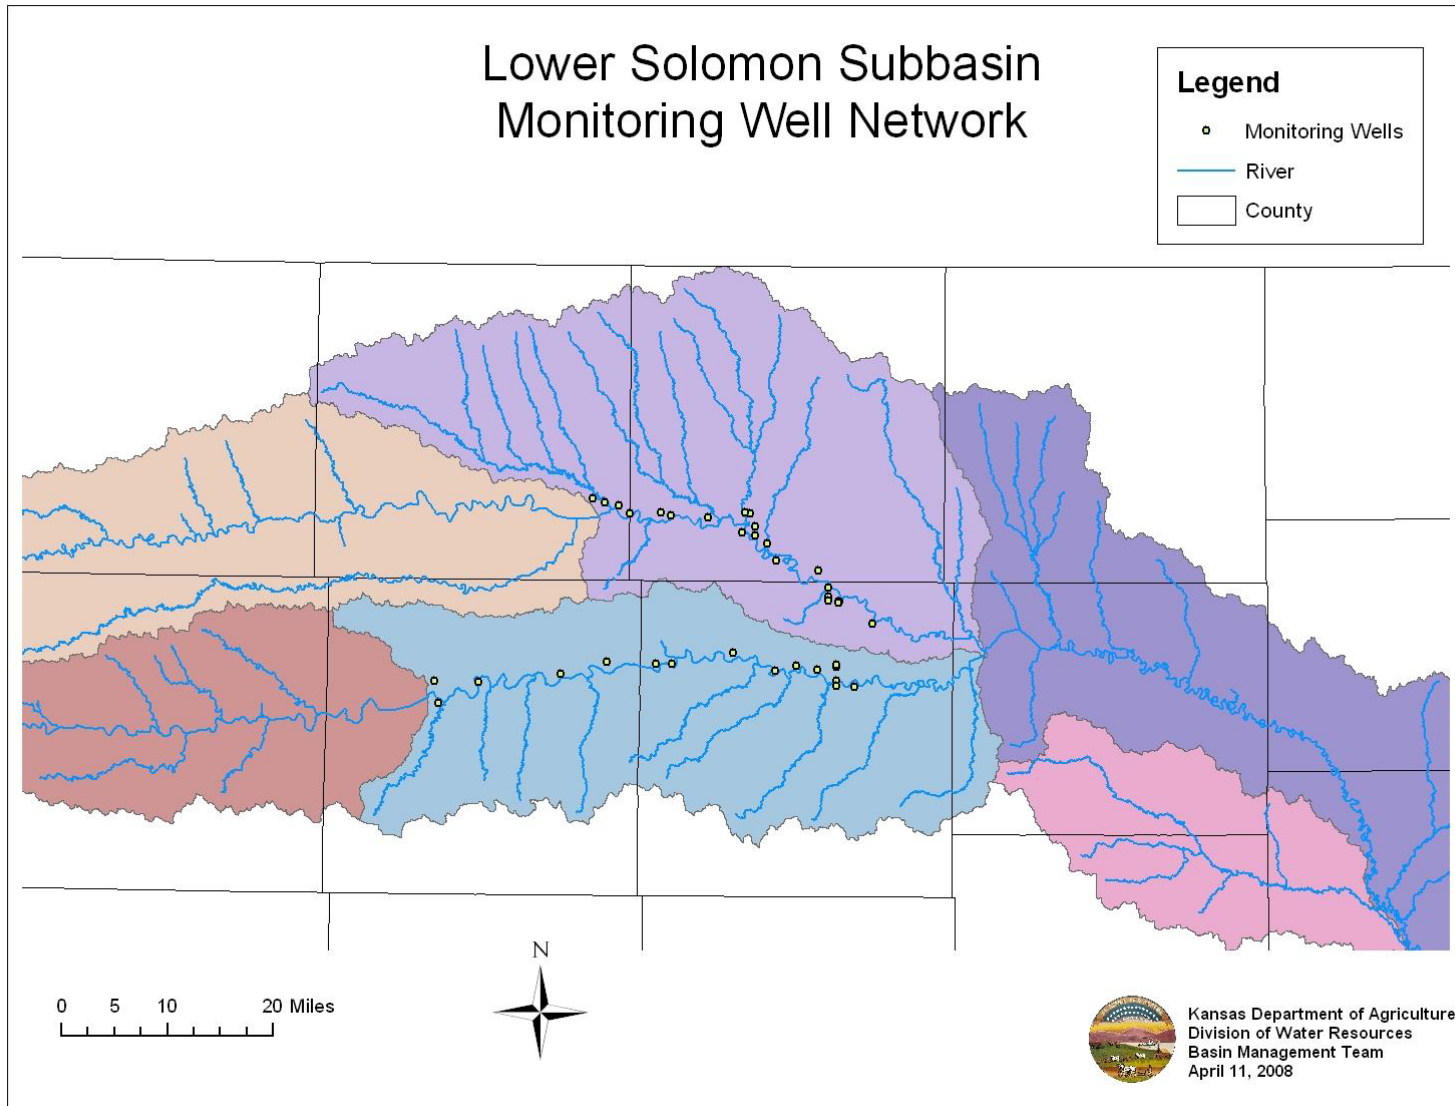 Lower Solomon Subbasin
Monitoring Well Network
Legend
Monitoring Wells
River
County
N
0 5 10 20 Miles
Kansas Department of Agriculture
Division of Water Resources
Basin Management Team
April 11, 2008